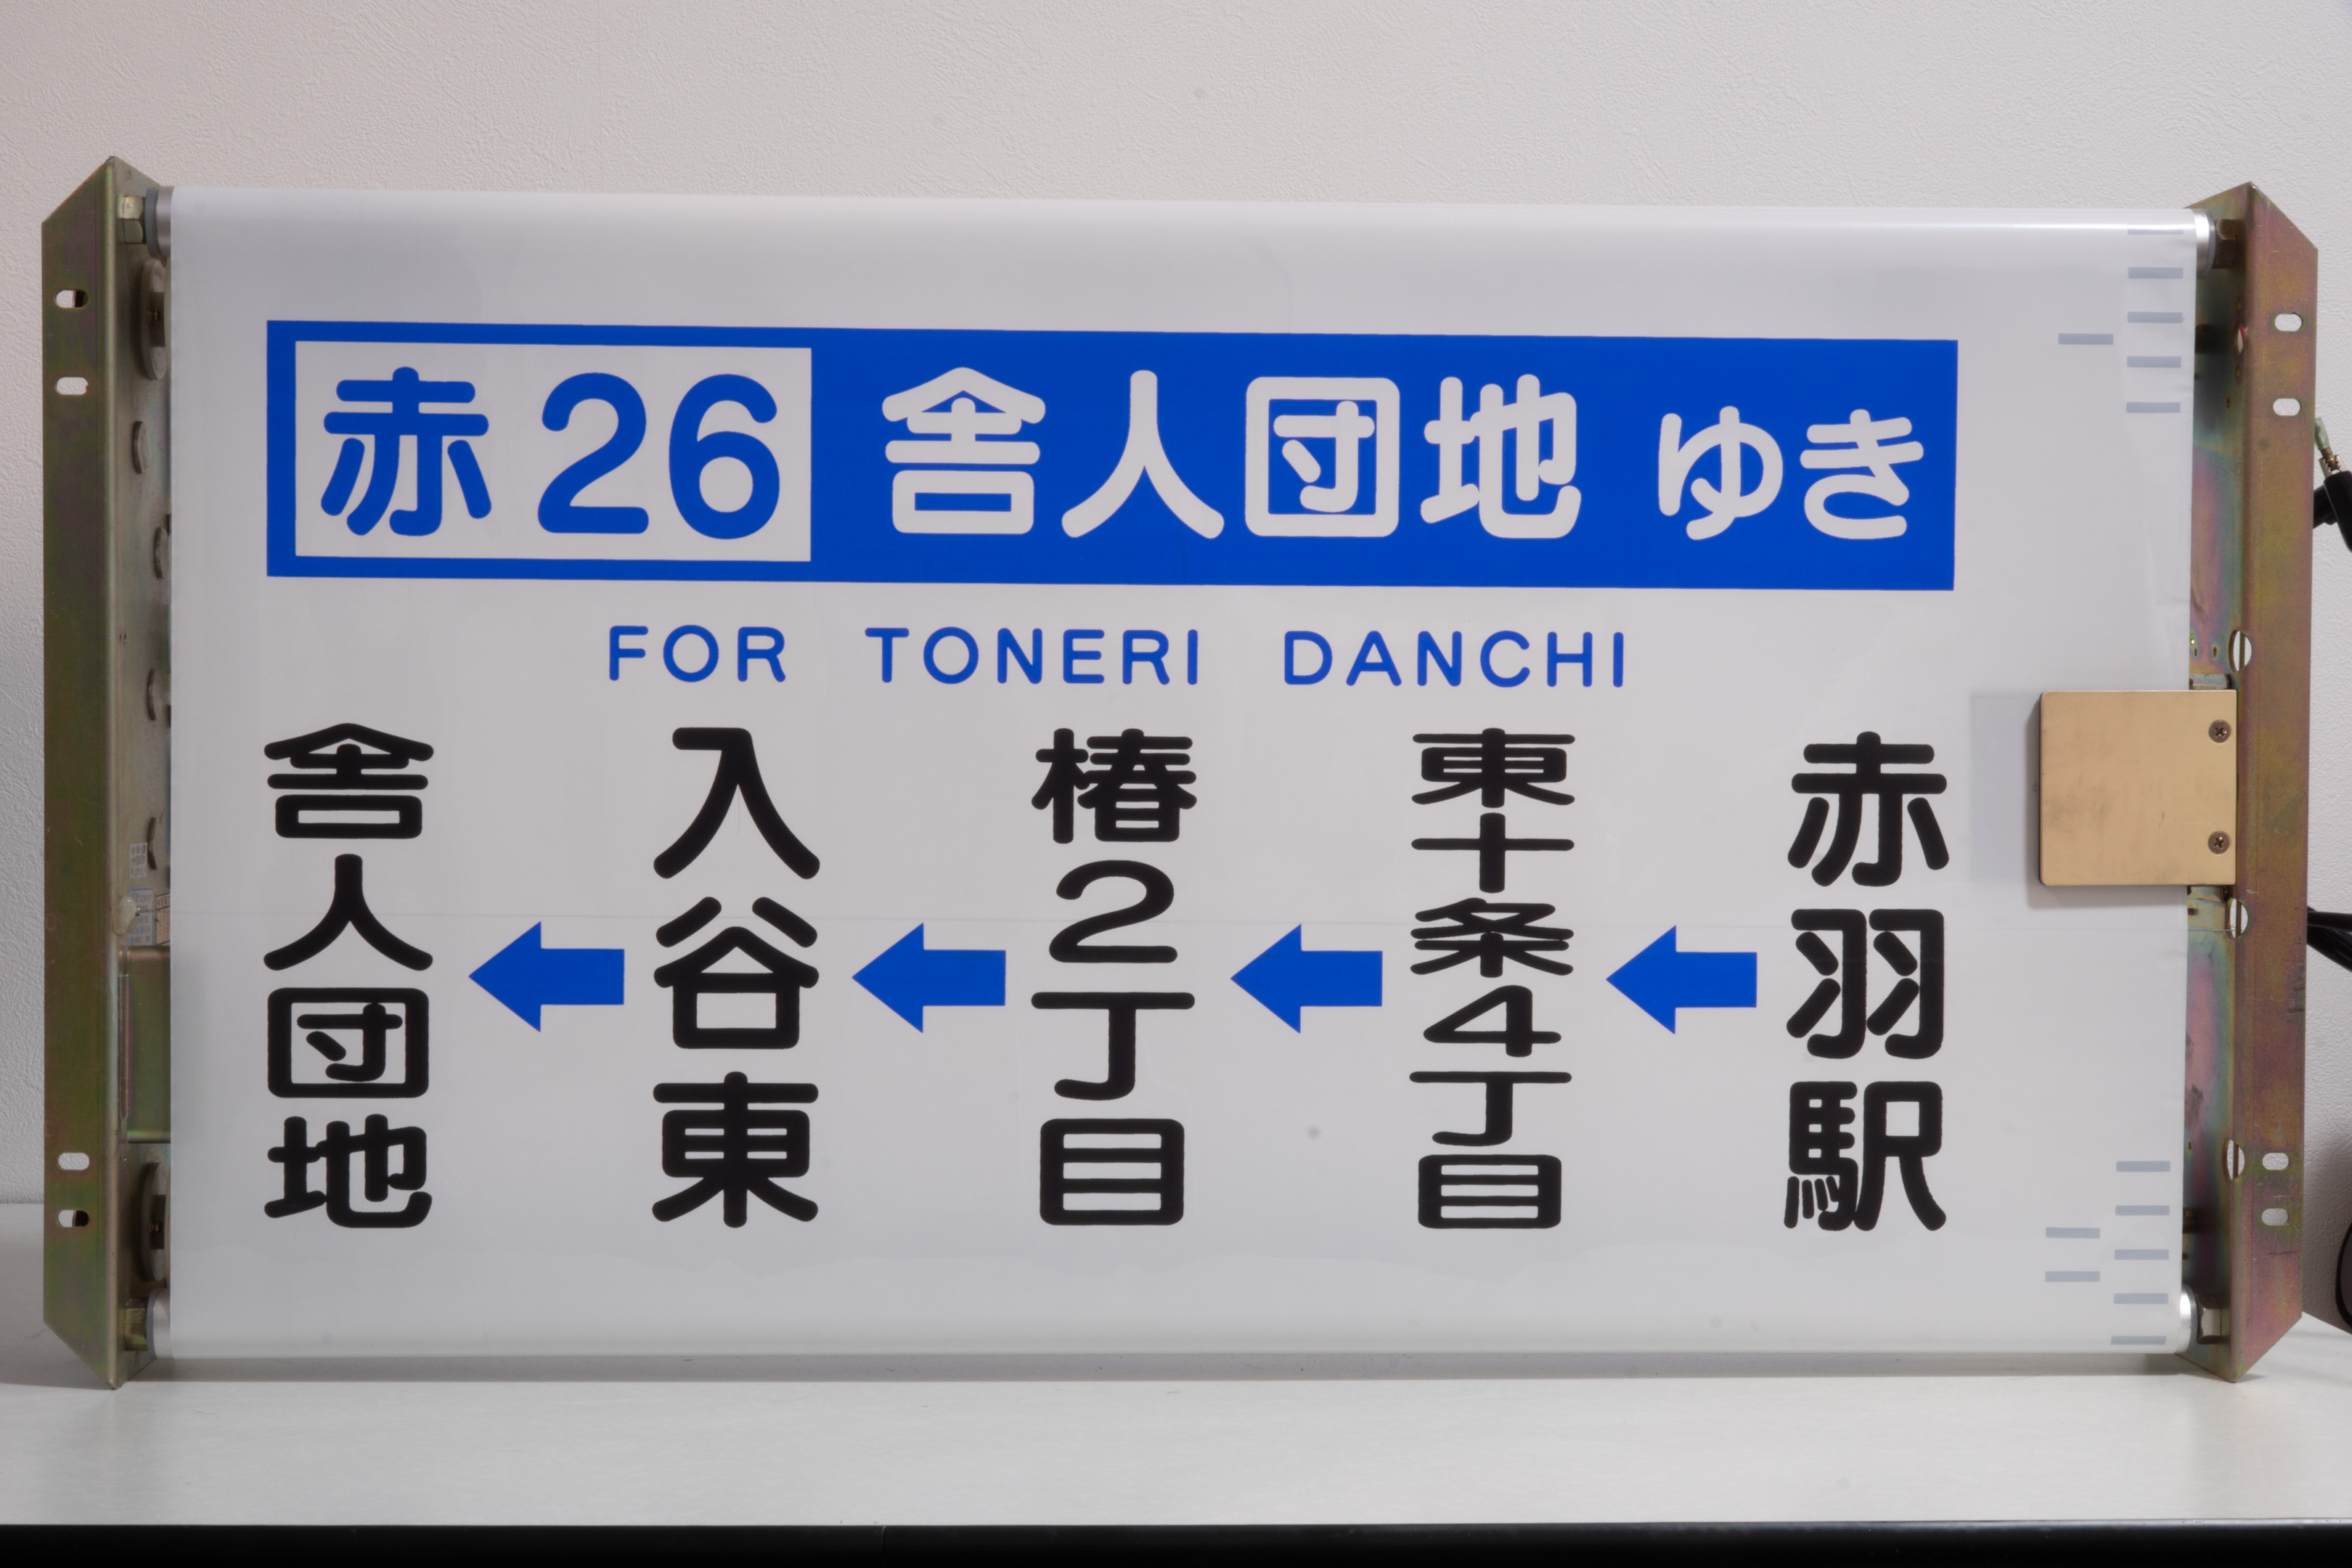 赤26 舎人団地 ゆき
FOR TONERI DANCHI
赤羽駅
東十条4丁目
椿2丁目
入谷東
舎人団地